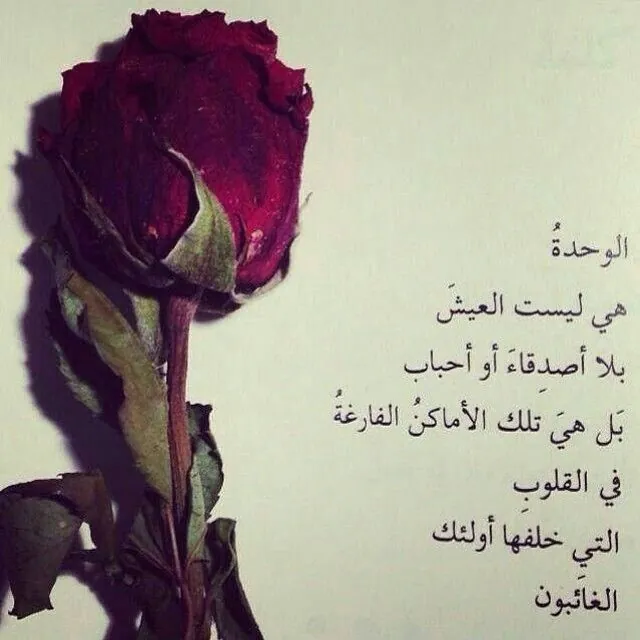 الوحدةُ
هي ليست العيشَ
بلا أصدِقاءَ أو أحباب
بَل هيَ تلك الأماكنُ الفارغةُ
في القلوبِ
التيِ خلفها أولئك
الغائبون